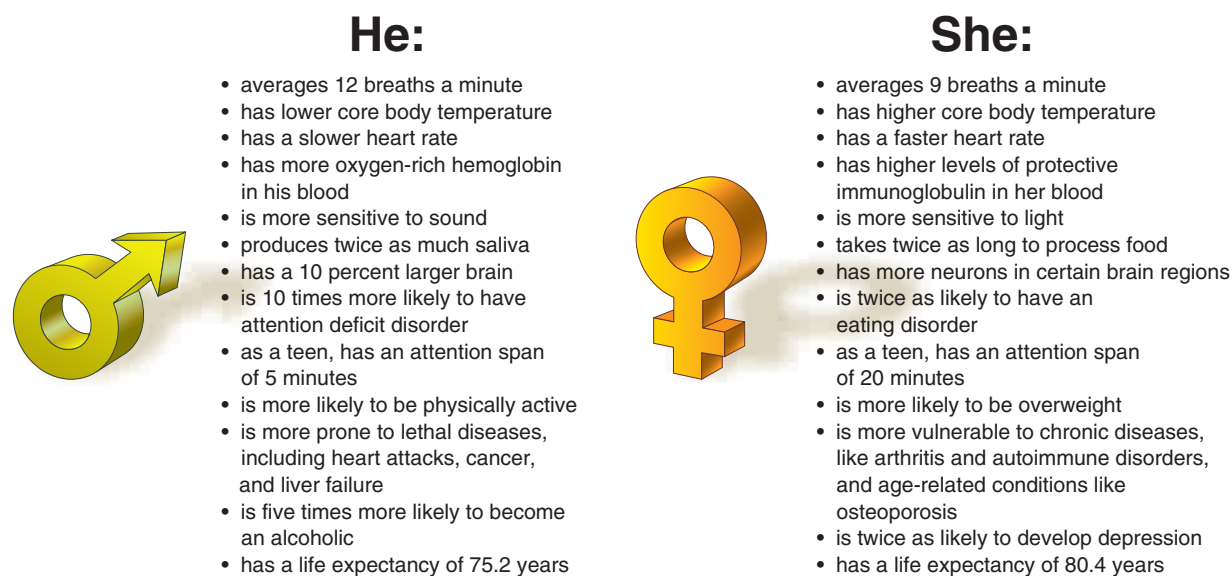 He:
• averages 12 breaths a minute
• has lower core body temperature
• has a slower heart rate
• has more oxygen-rich hemoglobin
in his blood
• is more sensitive to sound
• produces twice as much saliva
• has a 10 percent larger brain
• is 10 times more likely to have
attention deficit disorder
• as a teen, has an attention span
of 5 minutes
• is more likely to be physically active
• is more prone to lethal diseases,
including heart attacks, cancer,
and liver failure
• is five times more likely to become
an alcoholic
• has a life expectancy of 75.2 years
She:
• averages 9 breaths a minute
• has higher core body temperature
• has a faster heart rate
• has higher levels of protective
immunoglobulin in her blood
• is more sensitive to light
• takes twice as long to process food
• has more neurons in certain brain regions
• is twice as likely to have an
eating disorder
• as a teen, has an attention span
of 20 minutes
• is more likely to be overweight
• is more vulnerable to chronic diseases,
like arthritis and autoimmune disorders,
and age-related conditions like
osteoporosis
• is twice as likely to develop depression
• has a life expectancy of 80.4 years